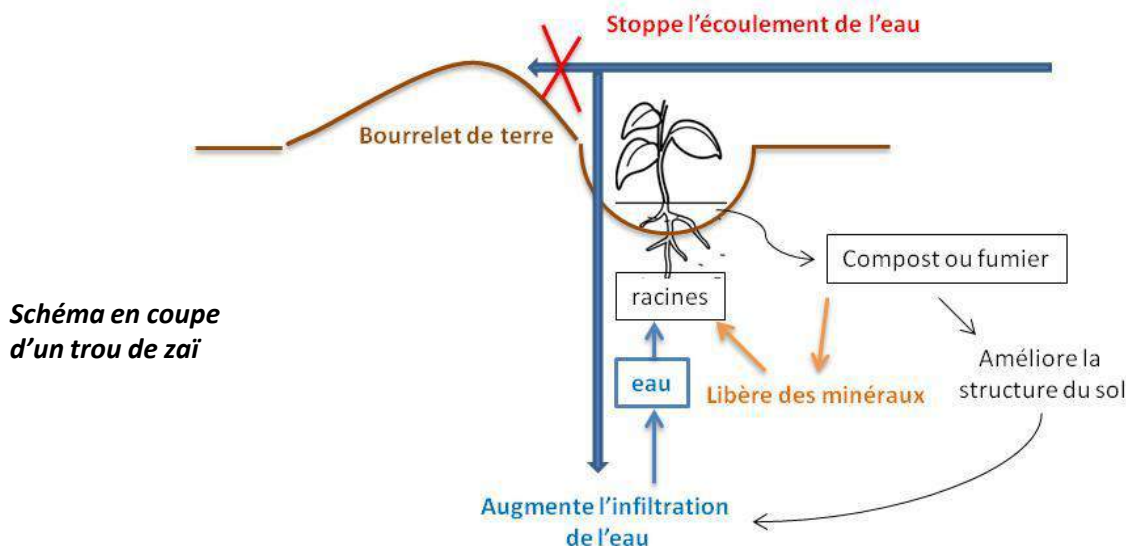 Stoppe l'écoulement de l'eau
Bourrelet de terre
Compost ou fumier
racines
Schéma en coupe
d'un trou de zaï
eau
Libère des minéraux
Améliore la
structure du sol
Augmente l'infiltration
de l'eau